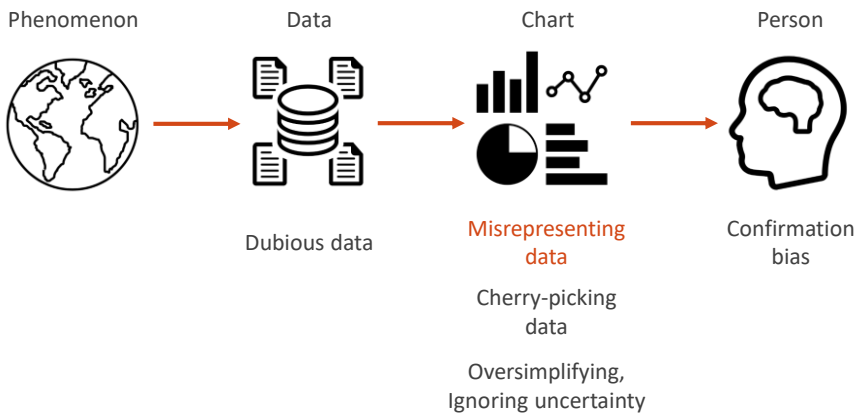 Phenomenon
Data
Chart
Person
Dubious data
Misrepresenting
data
Cherry-picking
data
Oversimplifying,
Ignoring uncertainty
Confirmation
bias